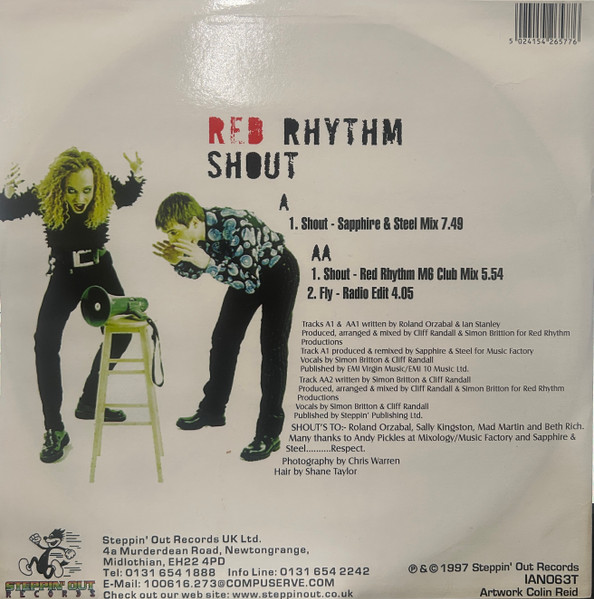 5 024154 265776
RED RHYTHM
SHOUT
A
1. Shout - Sapphire & Steel Mix 7.49
AA
1. Shout - Red Rhythm M6 Club Mix 5.54
2. Fly - Radio Edit 4.05
Tracks A1 & AA1 written by Roland Orzabal & Ian Stanley
Produced, arranged & mixed by Cliff Randall & Simon Brittion for Red Rhythm
Productions
Track A1 produced & remixed by Sapphire & Steel for Music Factory
Vocals by Simon Britton & Cliff Randall
Published by EMI Virgin Music/EMI 10 Music Ltd.
Track AA2 written by Simon Britton & Cliff Randall
Produced, arranged & mixed by Cliff Randall & Simon Britton for Red Rhythm
Productions
Vocals by Simon Britton & Cliff Randall
Published by Steppin' Publishing Ltd.
SHOUT'S TO:- Roland Orzabal, Sally Kingston, Mad Martin and Beth Rich.
Many thanks to Andy Pickles at Mixology/Music Factory and Sapphire &
Steel..........Respect.
Photography by Chris Warren
Hair by Shane Taylor
STEPPIN' OUT
RECORDS
Steppin' Out Records UK Ltd.
4a Murderdean Road, Newtongrange,
Midlothian, EH22 4PD
Tel: 0131 654 1888 Info Line: 0131 654 2242
E-Mail: 100616.273@COMPUSERVE.COM
Check out our web site: www.steppinout.co.uk
℗ & © 1997 Steppin' Out Records
IAN063T
Artwork Colin Reid